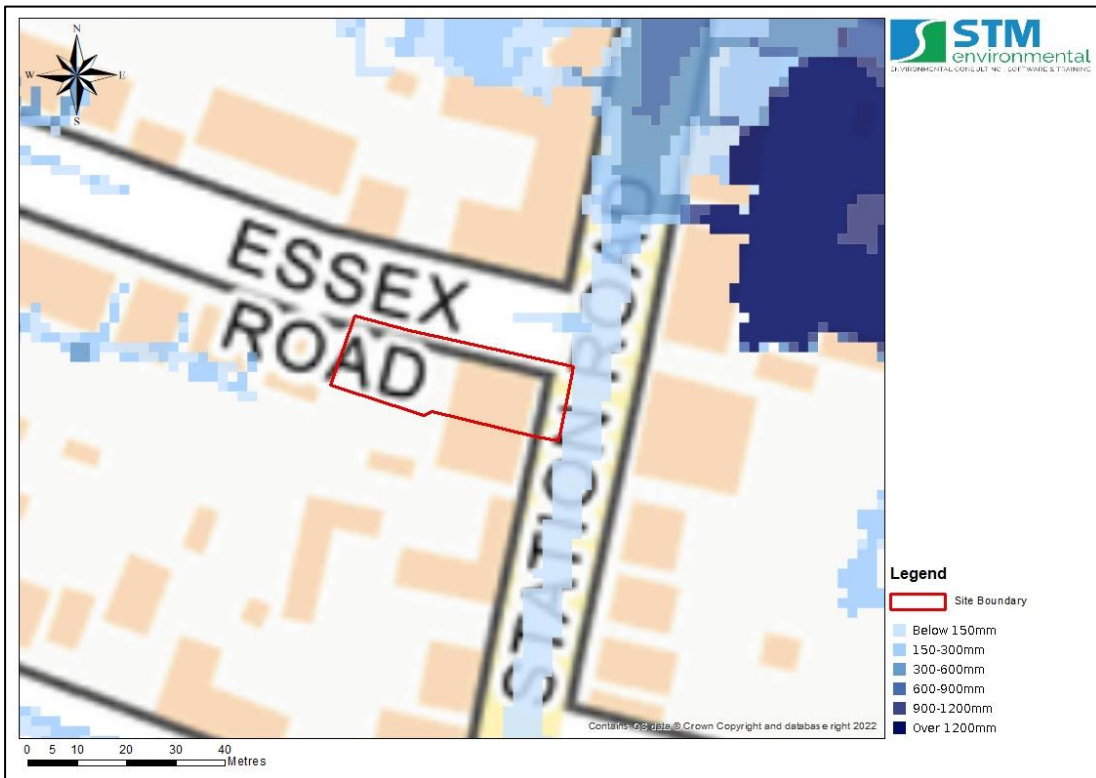 N
W E
S
STM
environmental
ENVIRONMENTAL CONSULTING | SOFTWARE & TRAINING
ESSEX
ROAD
STATION ROAD
Contains OS data © Crown Copyright and database right 2022
Legend
Site Boundary
Below 150mm
150-300mm
300-600mm
600-900mm
900-1200mm
Over 1200mm
0 5 10 20 30 40
Metres